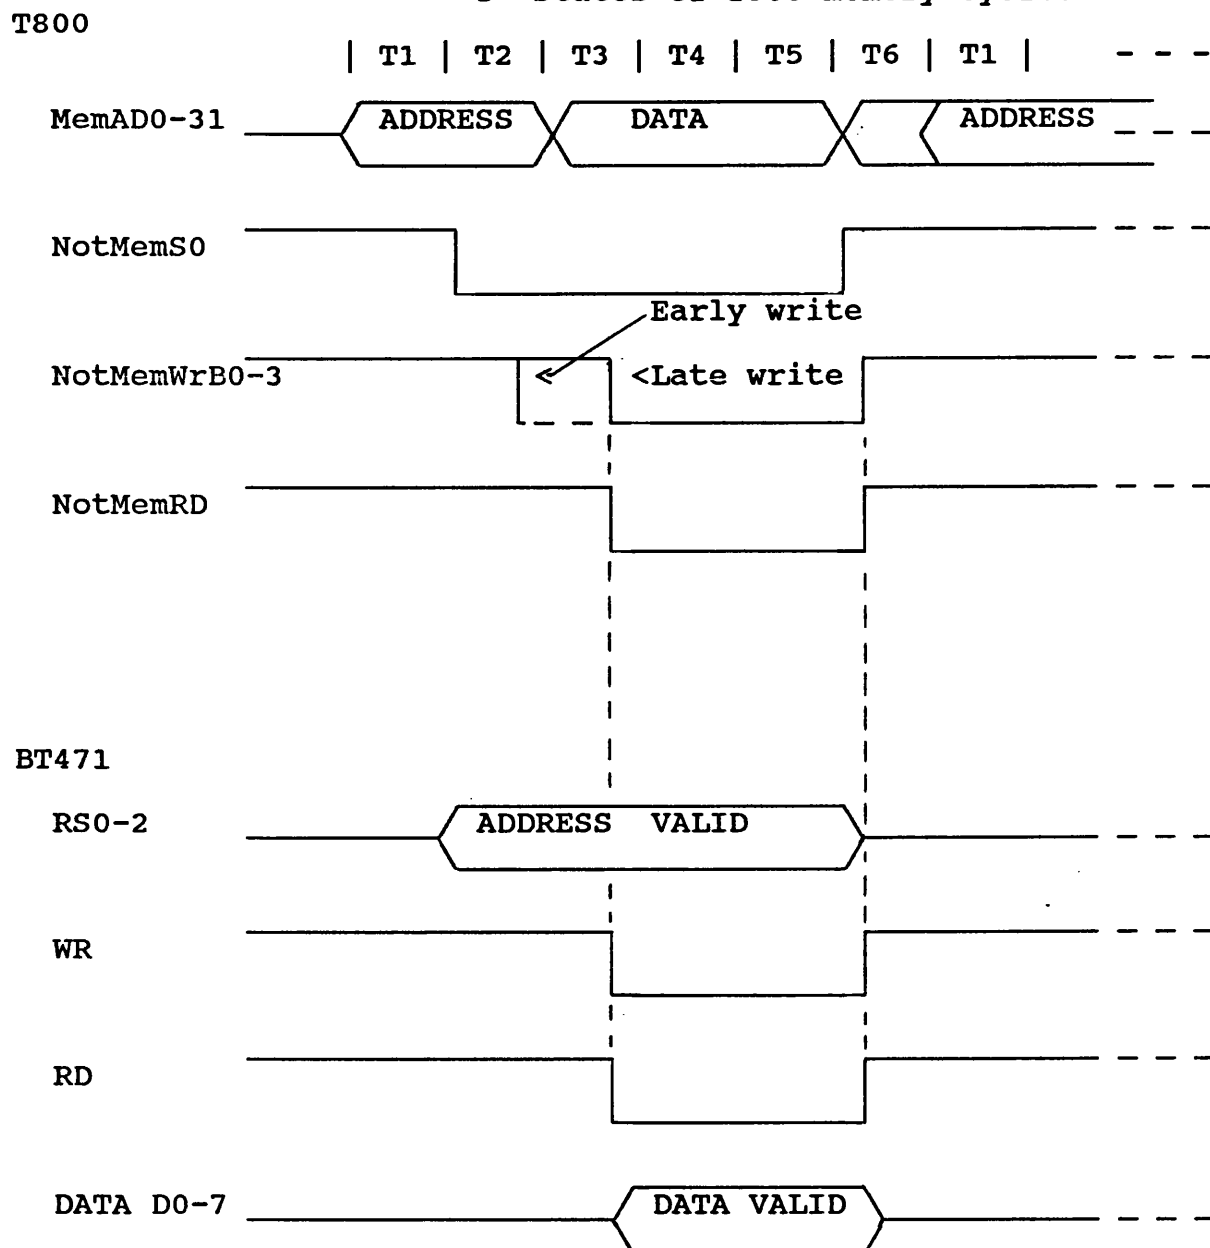 T800
| T1 | T2 | T3 | T4 | T5 | T6 | T1 | - - - -
MemAD0-31 ADDRESS DATA ADDRESS
NotMemS0
Early write
NotMemWrB0-3 <Late write
NotMemRD
BT471
RS0-2 ADDRESS VALID
WR
RD
DATA D0-7 DATA VALID